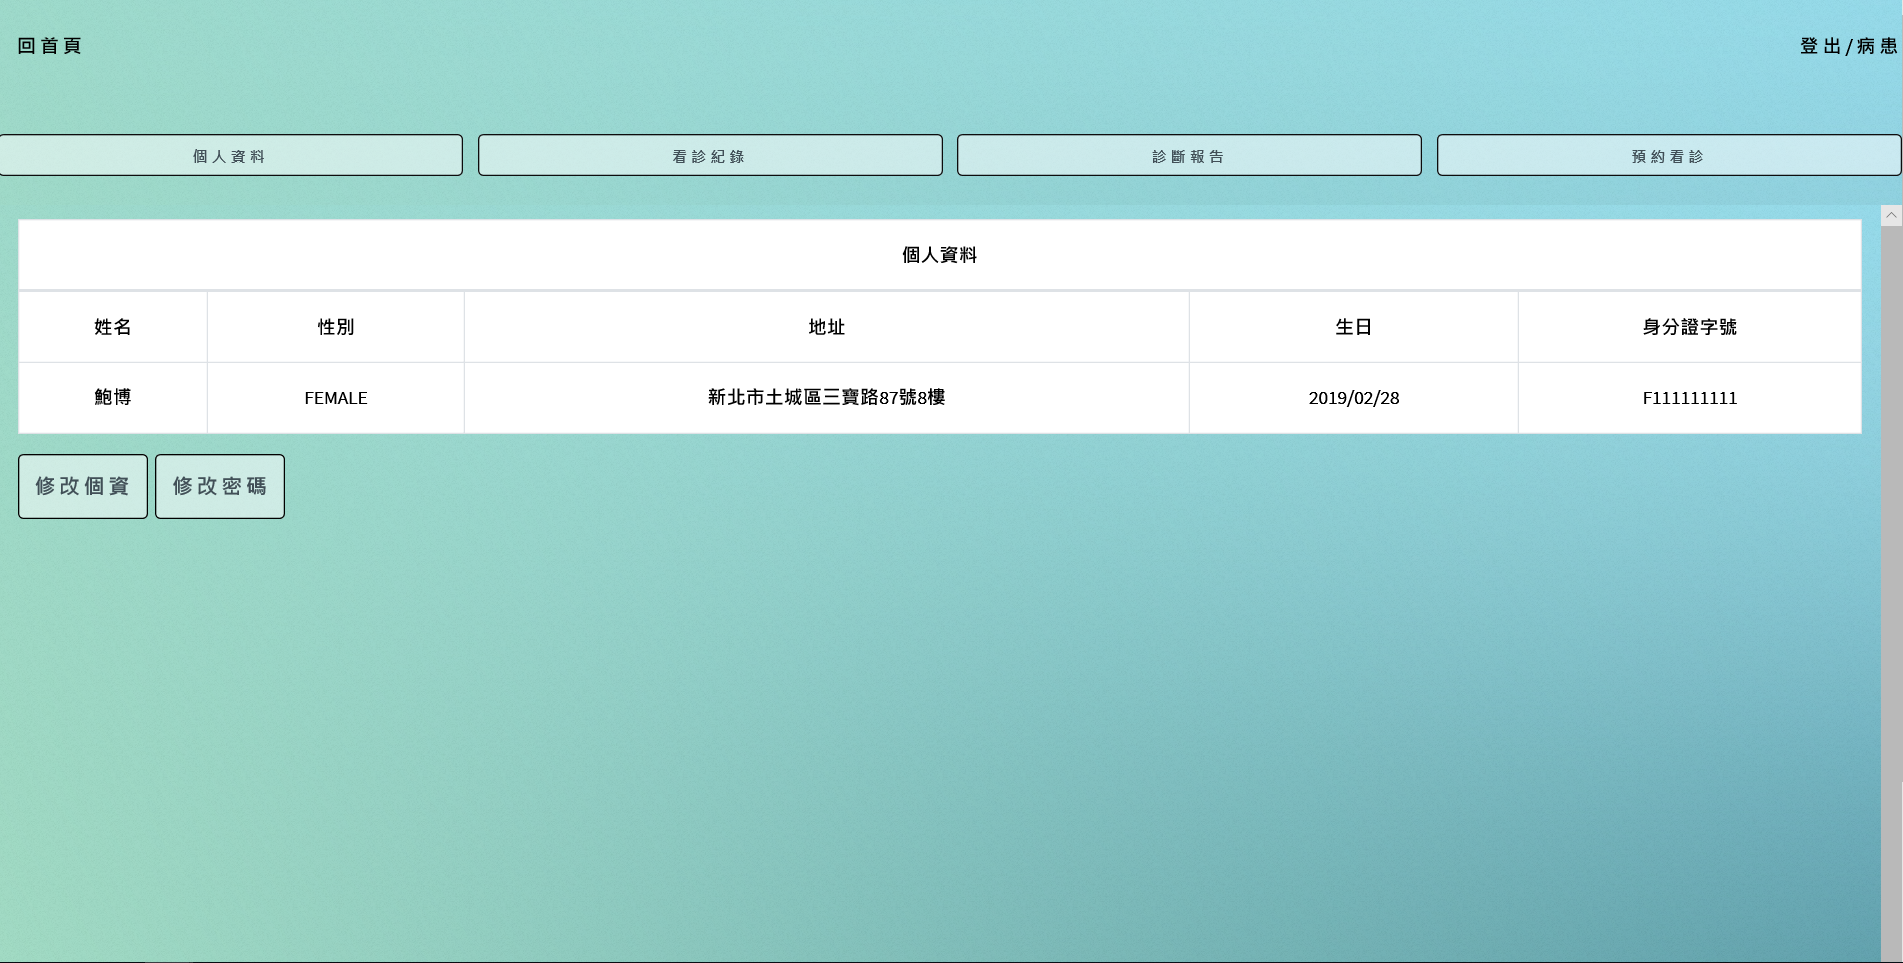 回首頁
登出/病患
個人資料
看診紀錄
診斷報告
預約看診
個人資料
姓名 性別 地址 生日 身分證字號
鮑博 FEMALE 新北市土城區三寶路87號8樓 2019/02/28 F111111111
修改個資 修改密碼